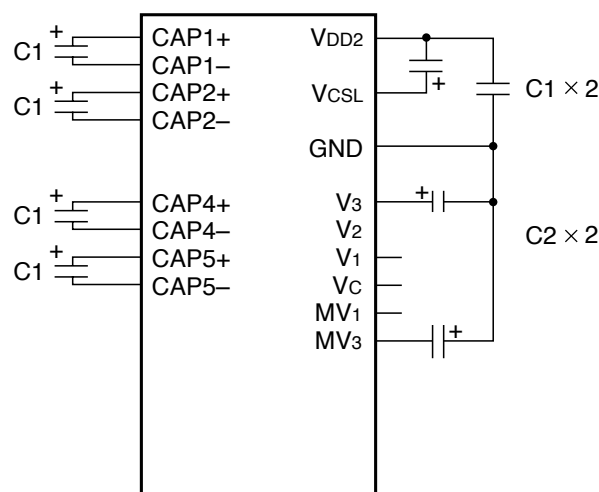 C1
+
CAP1+
CAP1–
C1
+
CAP2+
CAP2–
C1
+
CAP4+
CAP4–
C1
+
CAP5+
CAP5–
VDD2
VCSL
+
GND
V3
+
V2
V1
VC
MV1
MV3
+
C1 × 2
C2 × 2